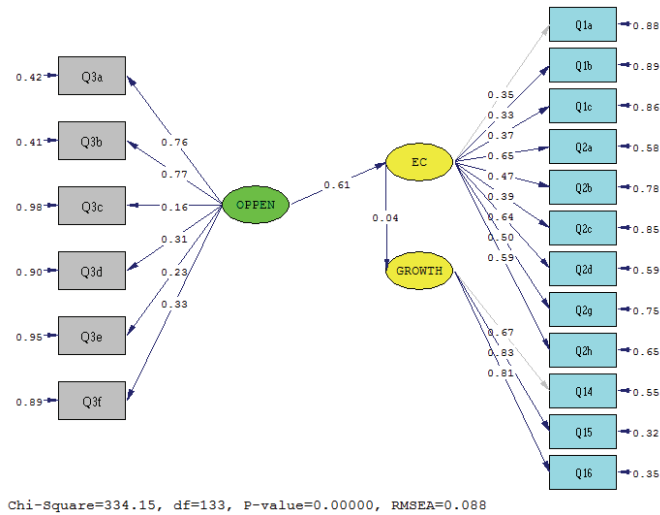 Q1a
0.88
Q1b
0.89
0.42
Q3a
Q1c
0.86
0.35
0.33
0.37
Q2a
0.58
0.41
Q3b
0.76
EC
0.65
0.47
Q2b
0.78
0.77
0.61
0.39
0.98
Q3c
0.16
OPPEN
0.64
Q2c
0.85
0.04
0.50
0.31
0.59
Q2d
0.59
0.90
Q3d
0.23
GROWTH
Q2g
0.75
0.33
0.95
Q3e
0.67
Q2h
0.65
0.83
0.81
0.89
Q3f
Q14
0.55
Q15
0.32
Q16
0.35
Chi-Square=334.15, df=133, P-value=0.00000, RMSEA=0.088